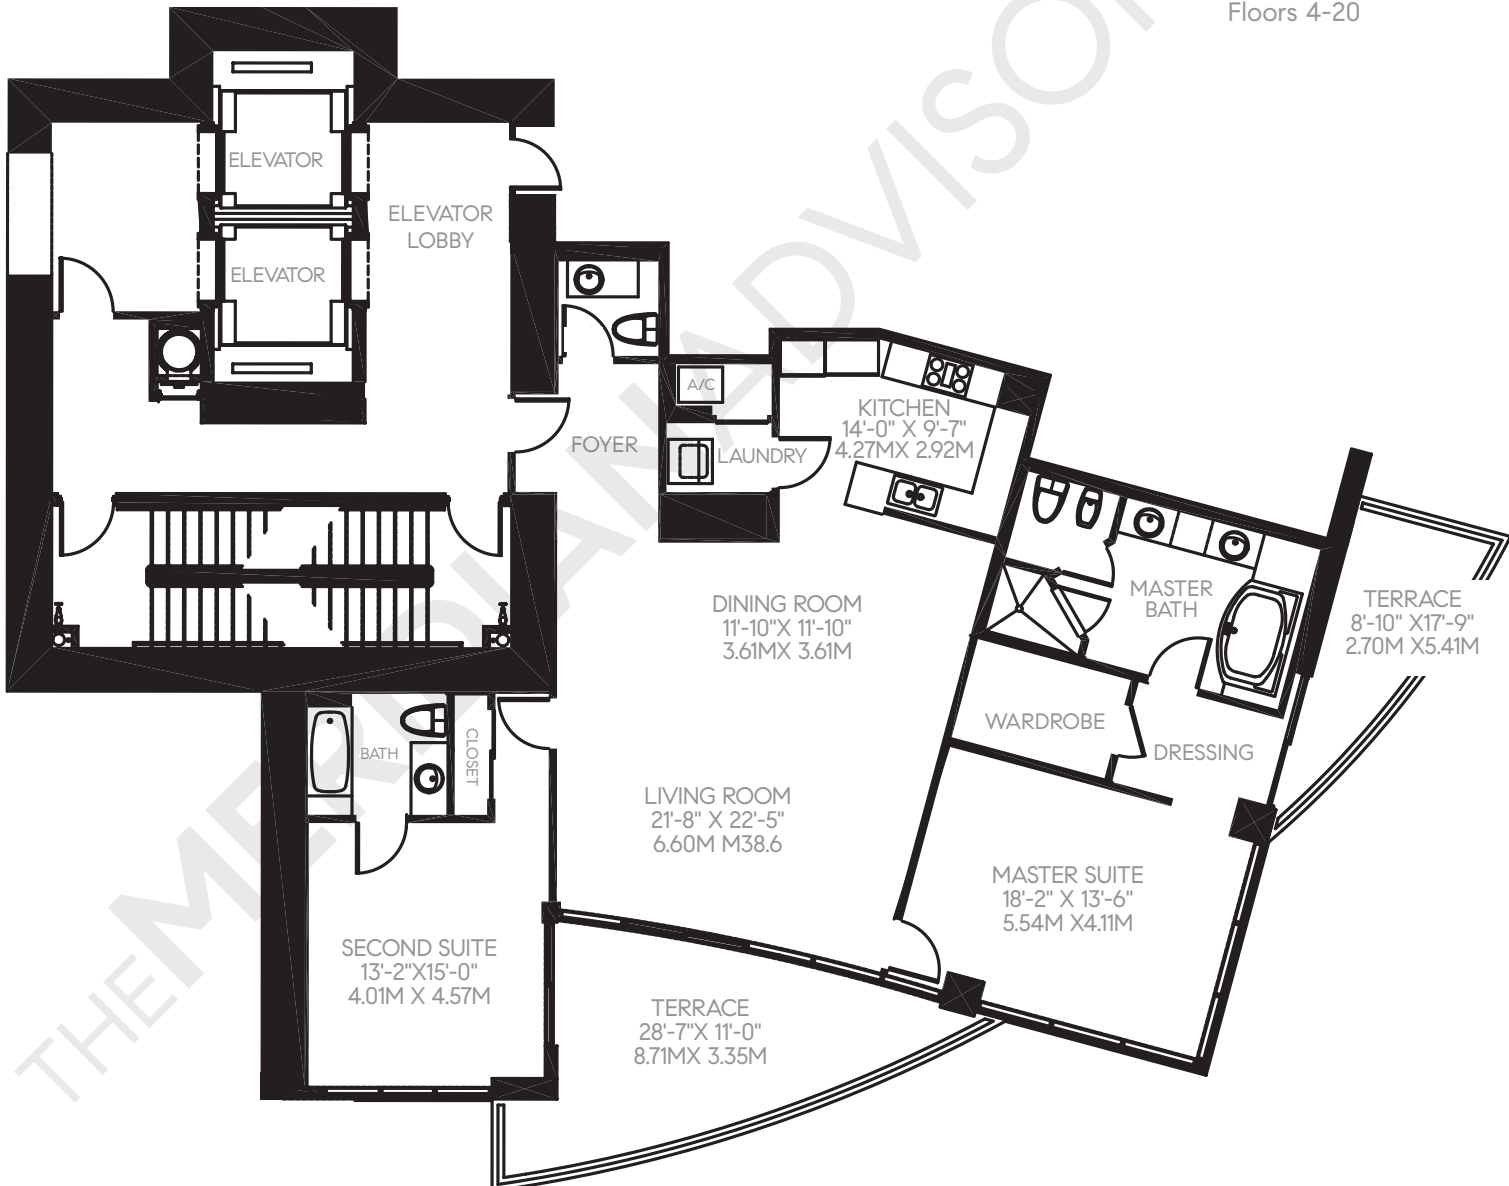 Floors 4-20
ELEVATOR
ELEVATOR
LOBBY
ELEVATOR
A/C
KITCHEN
14'-0" X 9'-7"
4.27MX 2.92M
FOYER
LAUNDRY
MASTER
BATH
TERRACE
8'-10" X17'-9"
2.70M X5.41M
DINING ROOM
11'-10"X 11'-10"
3.61MX 3.61M
WARDROBE
DRESSING
BATH
CLOSET
LIVING ROOM
21'-8" X 22'-5"
6.60M M38.6
MASTER SUITE
18'-2" X 13'-6"
5.54M X4.11M
SECOND SUITE
13'-2"X15'-0"
4.01M X 4.57M
TERRACE
28'-7"X 11'-0"
8.71MX 3.35M
THE MERIDIAN ADVISOR